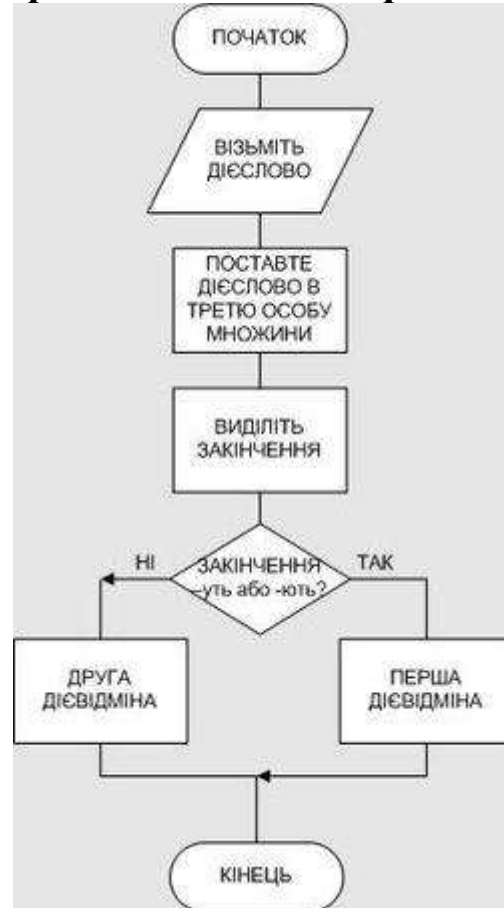 ПОЧАТОК
ВІЗЬМІТЬ
ДІЄСЛОВО
ПОСТАВТЕ
ДІЄСЛОВО В
ТРЕТЮ ОСОБУ
МНОЖИНИ
ВИДІЛІТЬ
ЗАКІНЧЕННЯ
ЗАКІНЧЕННЯ
–уть або -ють?
НІ
ТАК
ДРУГА
ДІЄВІДМІНА
ПЕРША
ДІЄВІДМІНА
КІНЕЦЬ